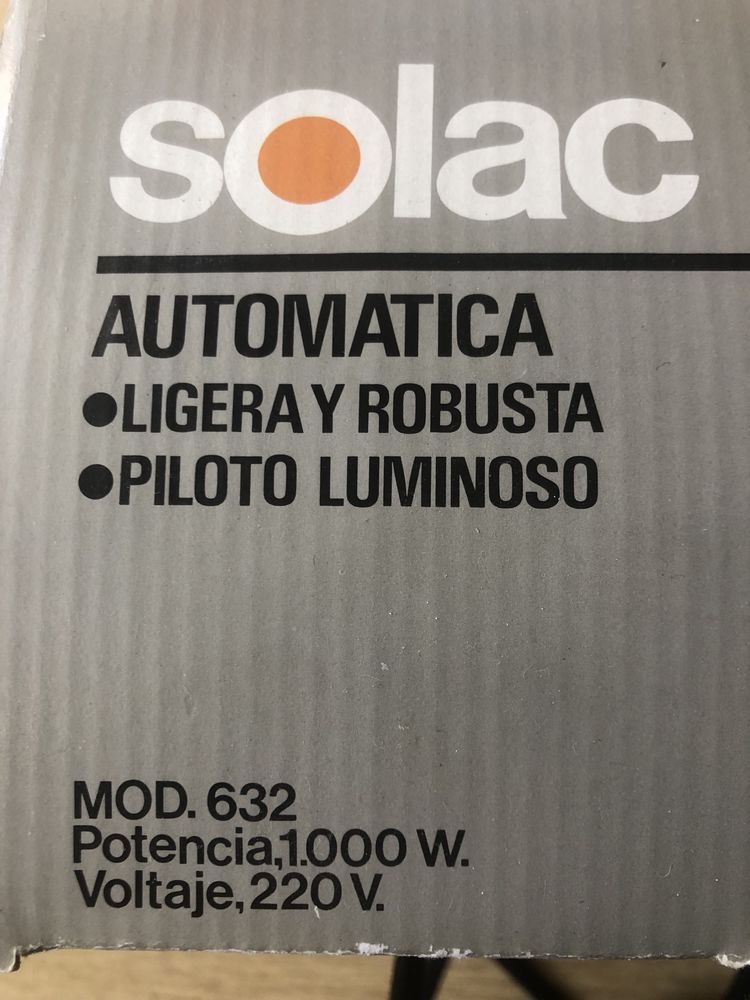 solac
AUTOMATICA
●LIGERA Y ROBUSTA
●PILOTO LUMINOSO
MOD. 632
Potencia,1.000 W.
Voltaje,220 V.